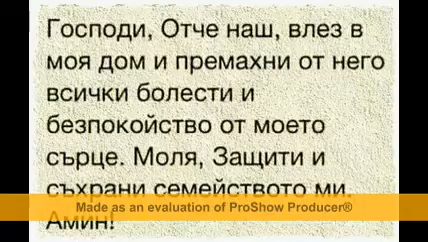 Господи, Отче наш, влез в
моя дом и премахни от него
всички болести и
безпокойство от моето
сърце. Моля, Защити и
съхрани семейството ми.
Made as an evaluation of ProShow Producer®
Амин!